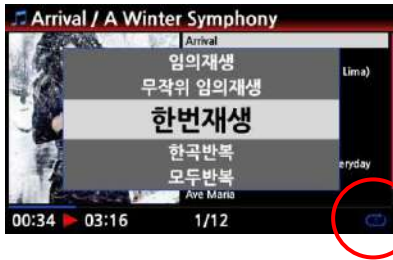 Arrival / A Winter Symphony
Arrival
임의재생
Lima)
무작위 임의재생
한번재생
한곡반복
eryday
모두반복
Ave Maria
00:34 03:16 1/12